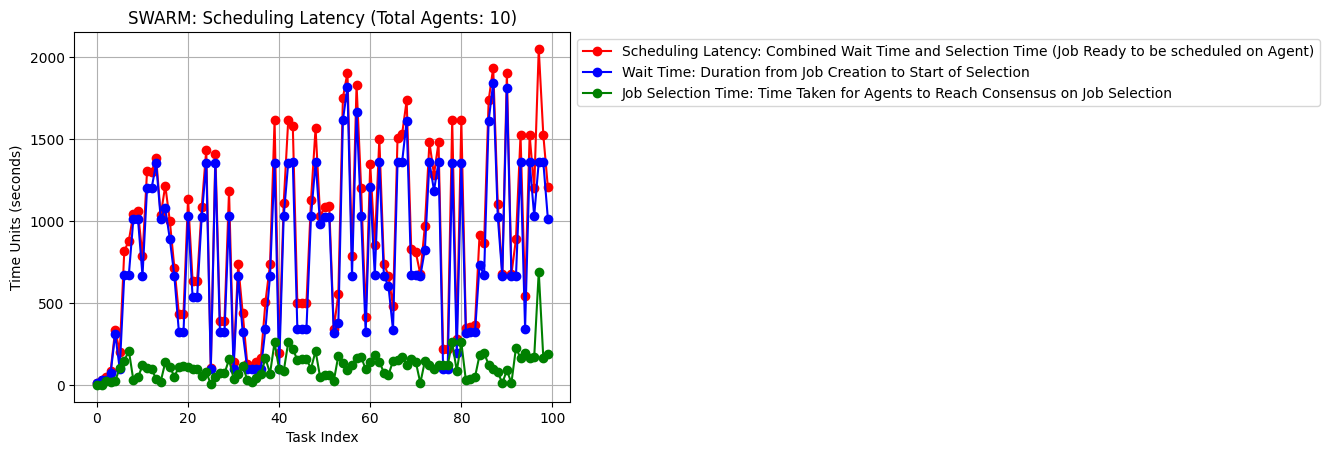 SWARM: Scheduling Latency (Total Agents: 10)
Scheduling Latency: Combined Wait Time and Selection Time (Job Ready to be scheduled on Agent)
Wait Time: Duration from Job Creation to Start of Selection
Job Selection Time: Time Taken for Agents to Reach Consensus on Job Selection
Time Units (seconds)
2000
1500
1000
500
0
0 20 40 60 80 100
Task Index